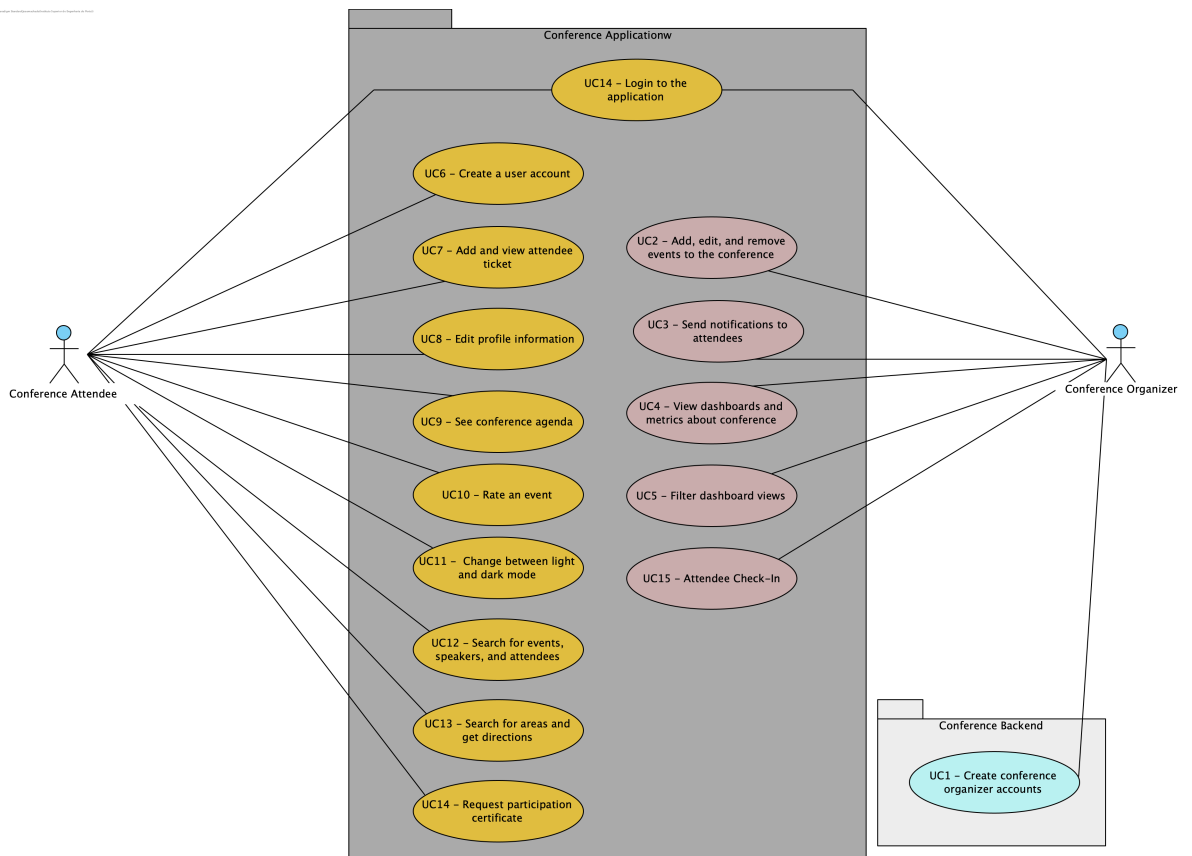 Conference Applicationw
UC14 – Login to the
application
UC6 – Create a user account
UC7 – Add and view attendee
ticket
UC2 – Add, edit, and remove
events to the conference
UC8 – Edit profile information
UC3 – Send notifications to
attendees
Conference Attendee
Conference Organizer
UC9 – See conference agenda
UC4 – View dashboards and
metrics about conference
UC10 – Rate an event
UC5 – Filter dashboard views
UC11 –  Change between light
and dark mode
UC15 – Attendee Check-In
UC12 – Search for events,
speakers, and attendees
UC13 – Search for areas and
get directions
Conference Backend
UC1 – Create conference
organizer accounts
UC14 – Request participation
certificate